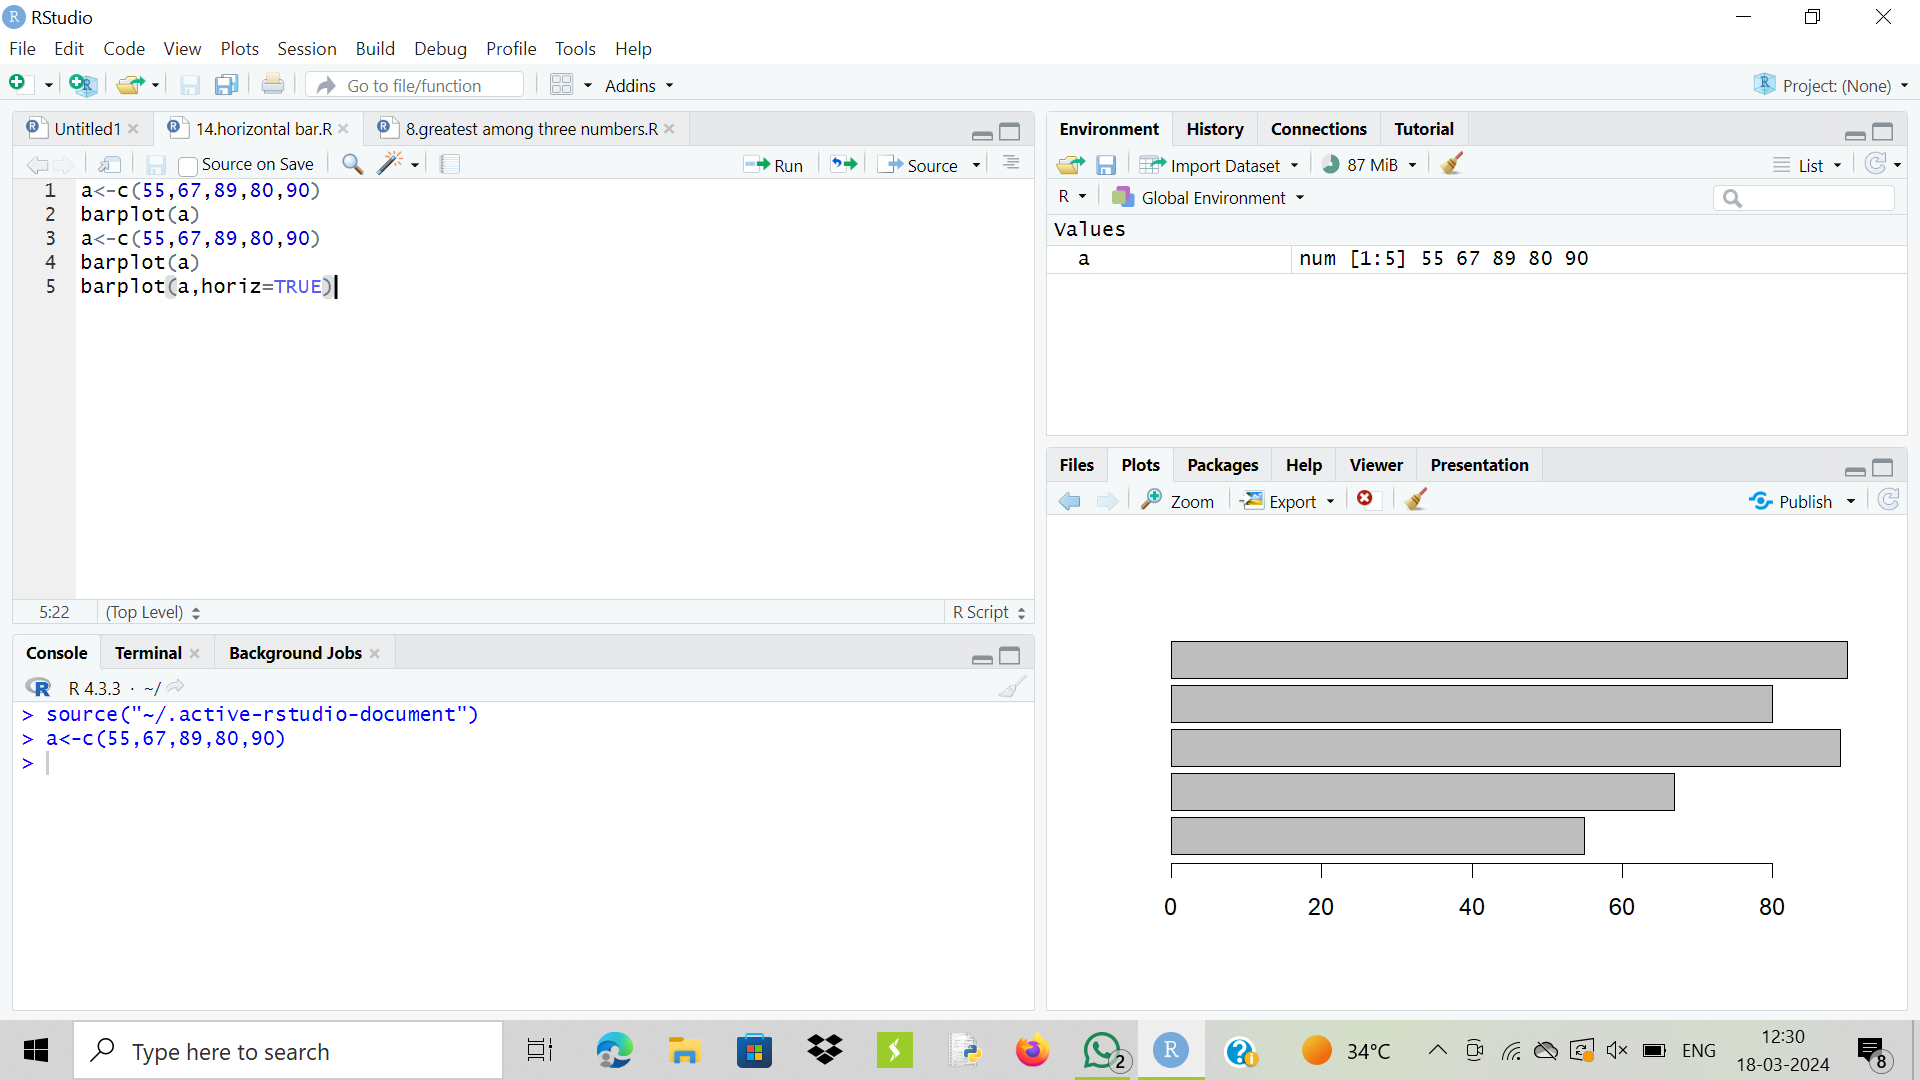 RStudio
File Edit Code View Plots Session Build Debug Profile Tools Help
Go to file/function Addins Project: (None)
Untitled1 14.horizontal bar.R 8.greatest among three numbers.R
Source on Save Run Source
1 a<-c(55,67,89,80,90)
2 barplot(a)
3 a<-c(55,67,89,80,90)
4 barplot(a)
5 barplot(a,horiz=TRUE)
5:22 (Top Level) R Script
Console Terminal Background Jobs
R 4.3.3 · ~/
> source("~/.active-rstudio-document")
> a<-c(55,67,89,80,90)
>
Environment History Connections Tutorial
Import Dataset 87 MiB List
R Global Environment
Values
a num [1:5] 55 67 89 80 90
Files Plots Packages Help Viewer Presentation
Zoom Export Publish
0 20 40 60 80
Type here to search 2 R 34°C ENG 12:30
18-03-2024 8